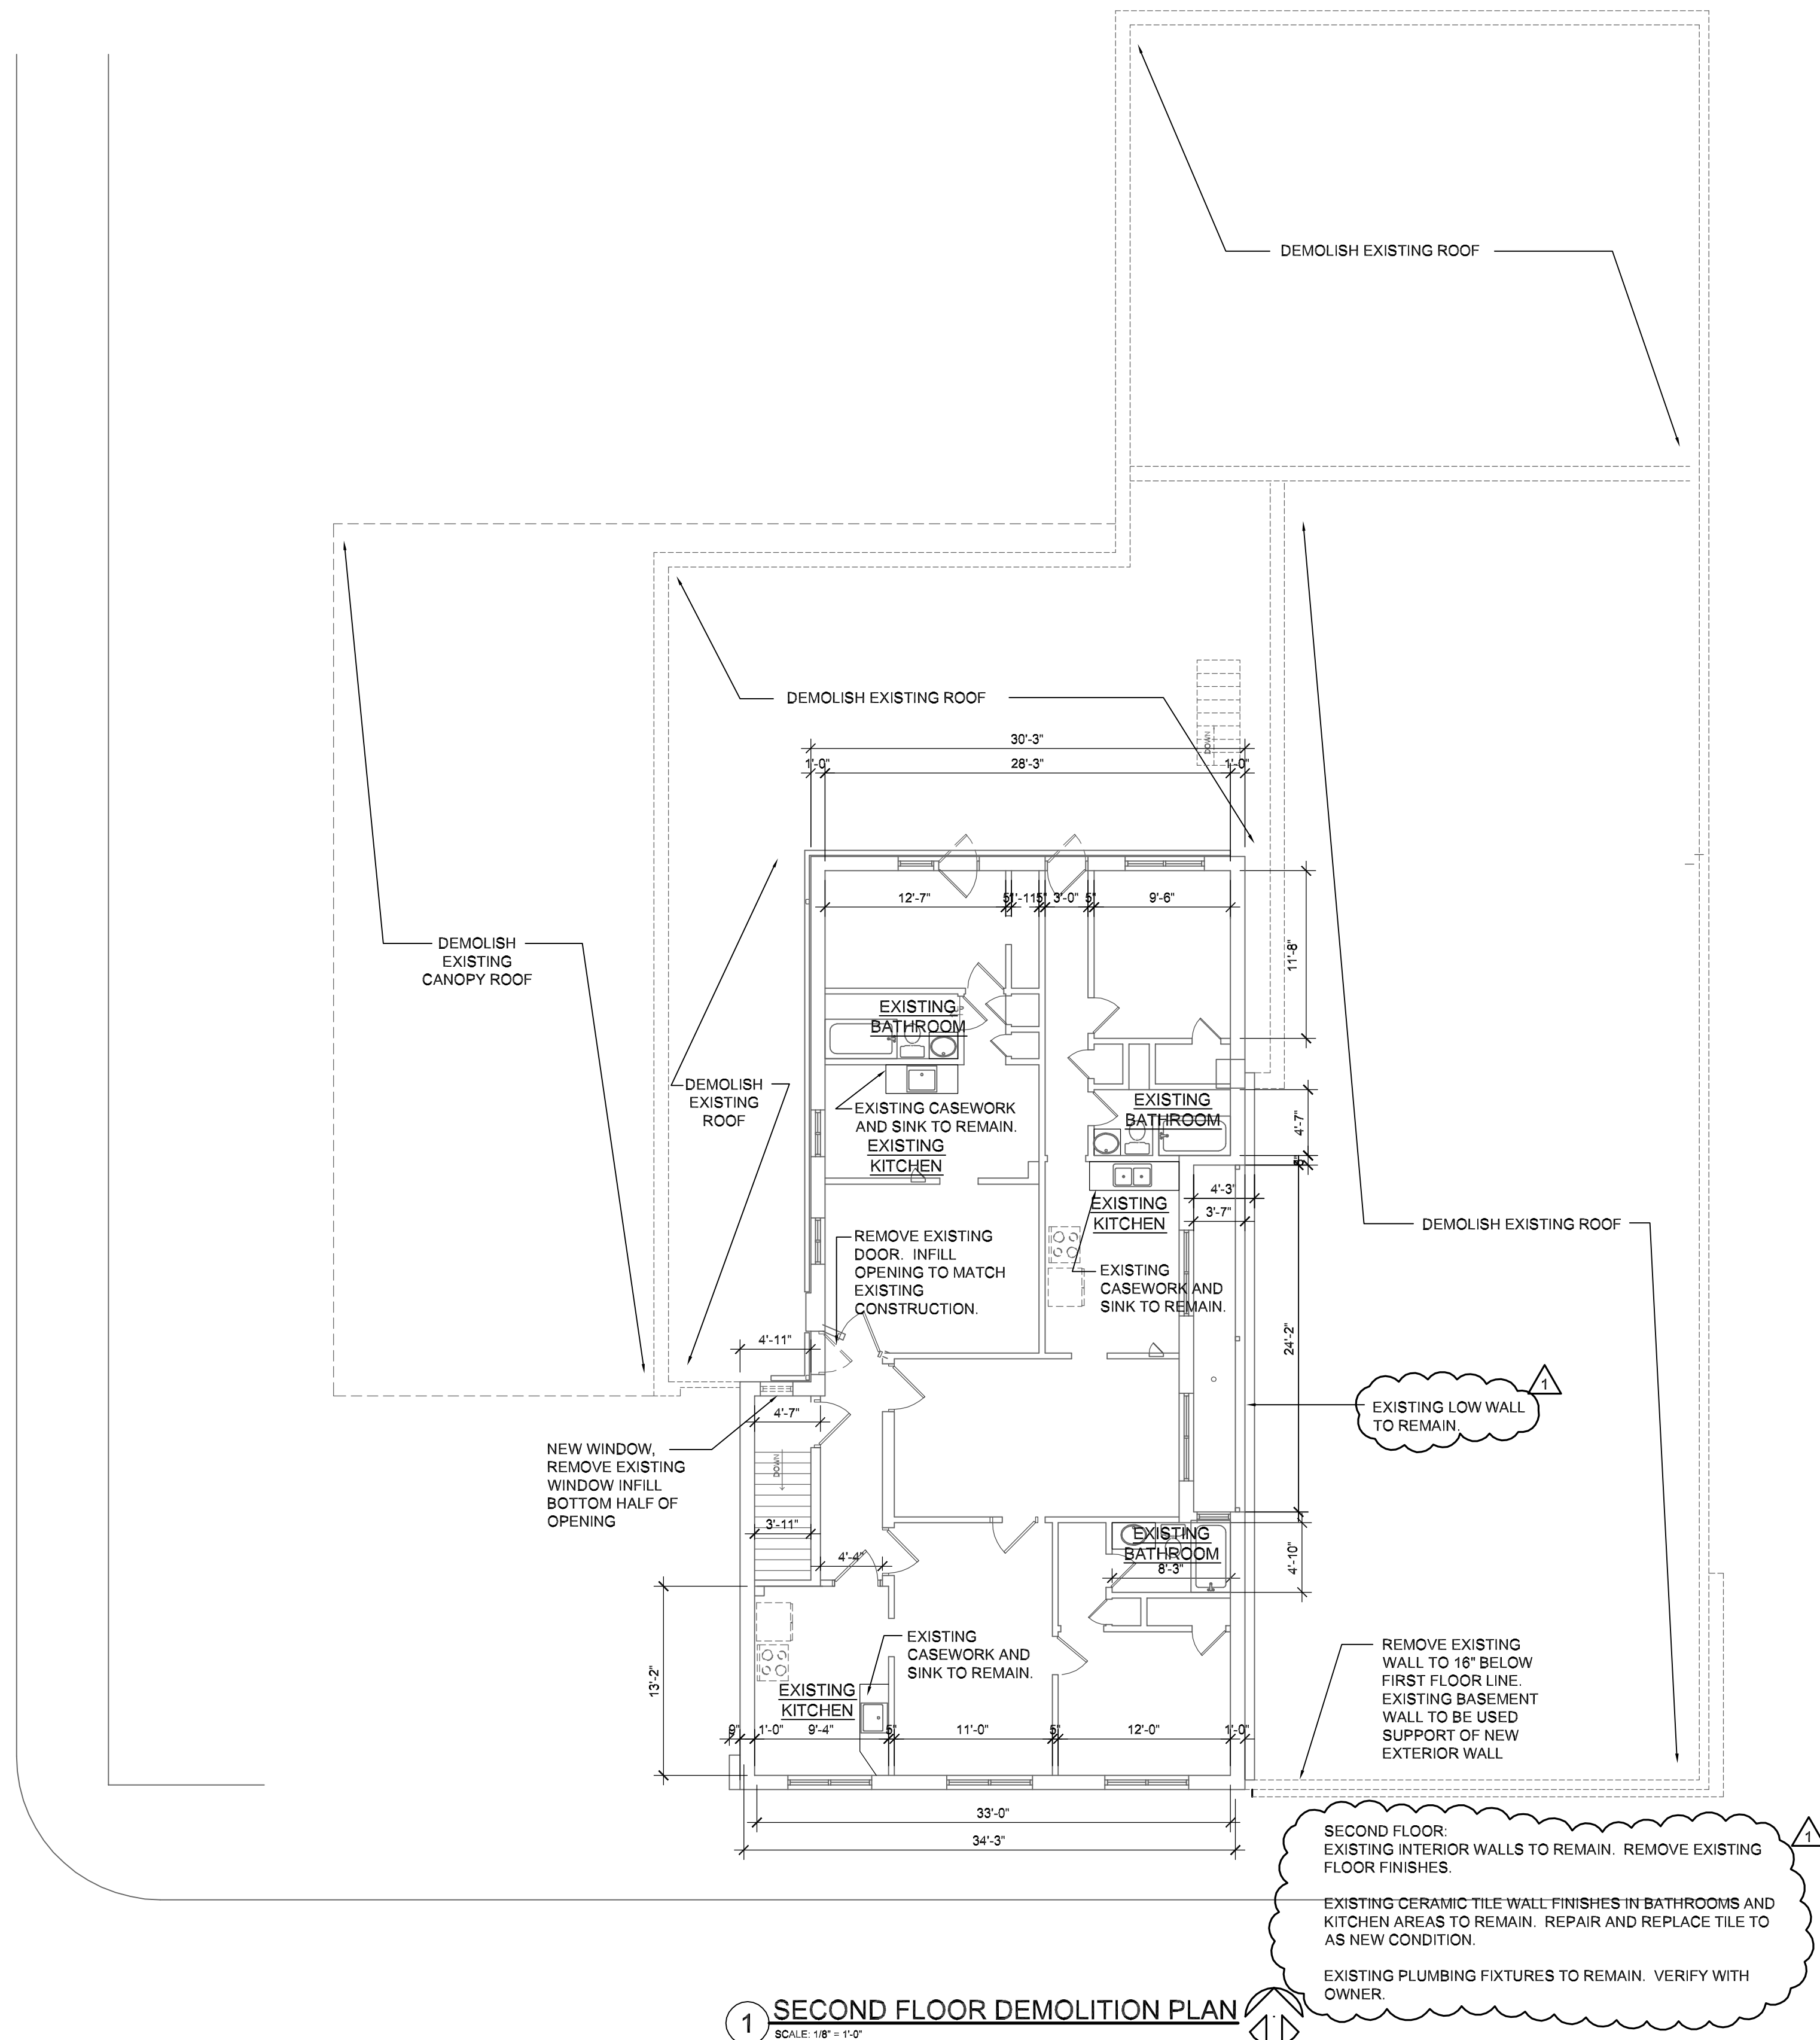 DEMOLISH EXISTING ROOF
DEMOLISH EXISTING ROOF
DOWN
30'-3"
1'-0"
28'-3"
1'-0"
12'-7"
5"
1'-11"
5"
3'-0"
5"
9'-6"
11'-8"
DEMOLISH
EXISTING
CANOPY ROOF
EXISTING
BATHROOM
DEMOLISH
EXISTING
ROOF
EXISTING CASEWORK
AND SINK TO REMAIN.
EXISTING
KITCHEN
EXISTING
BATHROOM
4'-7"
4'-3"
3'-7"
EXISTING
KITCHEN
DEMOLISH EXISTING ROOF
REMOVE EXISTING
DOOR.  INFILL
OPENING TO MATCH
EXISTING
CONSTRUCTION.
EXISTING
CASEWORK AND
SINK TO REMAIN.
24'-2"
4'-11"
4'-7"
1
EXISTING LOW WALL
TO REMAIN.
NEW WINDOW,
REMOVE EXISTING
WINDOW INFILL
BOTTOM HALF OF
OPENING
DOWN
3'-11"
4'-4"
EXISTING
BATHROOM
8'-3"
4'-10"
13'-2"
EXISTING
CASEWORK AND
SINK TO REMAIN.
EXISTING
KITCHEN
REMOVE EXISTING
WALL TO 16" BELOW
FIRST FLOOR LINE.
EXISTING BASEMENT
WALL TO BE USED
SUPPORT OF NEW
EXTERIOR WALL
9"
1'-0"
9'-4"
5"
11'-0"
5"
12'-0"
1'-0"
33'-0"
34'-3"
1
SECOND FLOOR:
EXISTING INTERIOR WALLS TO REMAIN.  REMOVE EXISTING
FLOOR FINISHES.
EXISTING CERAMIC TILE WALL FINISHES IN BATHROOMS AND
KITCHEN AREAS TO REMAIN.  REPAIR AND REPLACE TILE TO
AS NEW CONDITION.
EXISTING PLUMBING FIXTURES TO REMAIN.  VERIFY WITH
OWNER.
1
SECOND FLOOR DEMOLITION PLAN
SCALE: 1/8" = 1'-0"